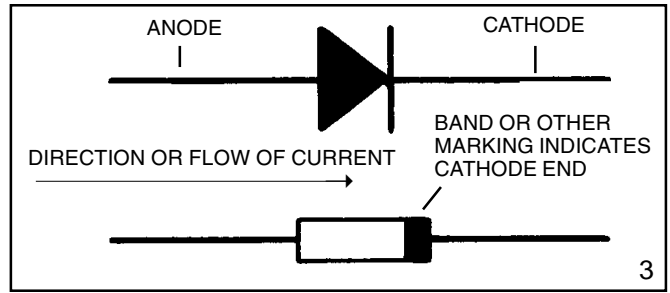 ANODE
CATHODE
DIRECTION OR FLOW OF CURRENT
BAND OR OTHER
MARKING INDICATES
CATHODE END
3